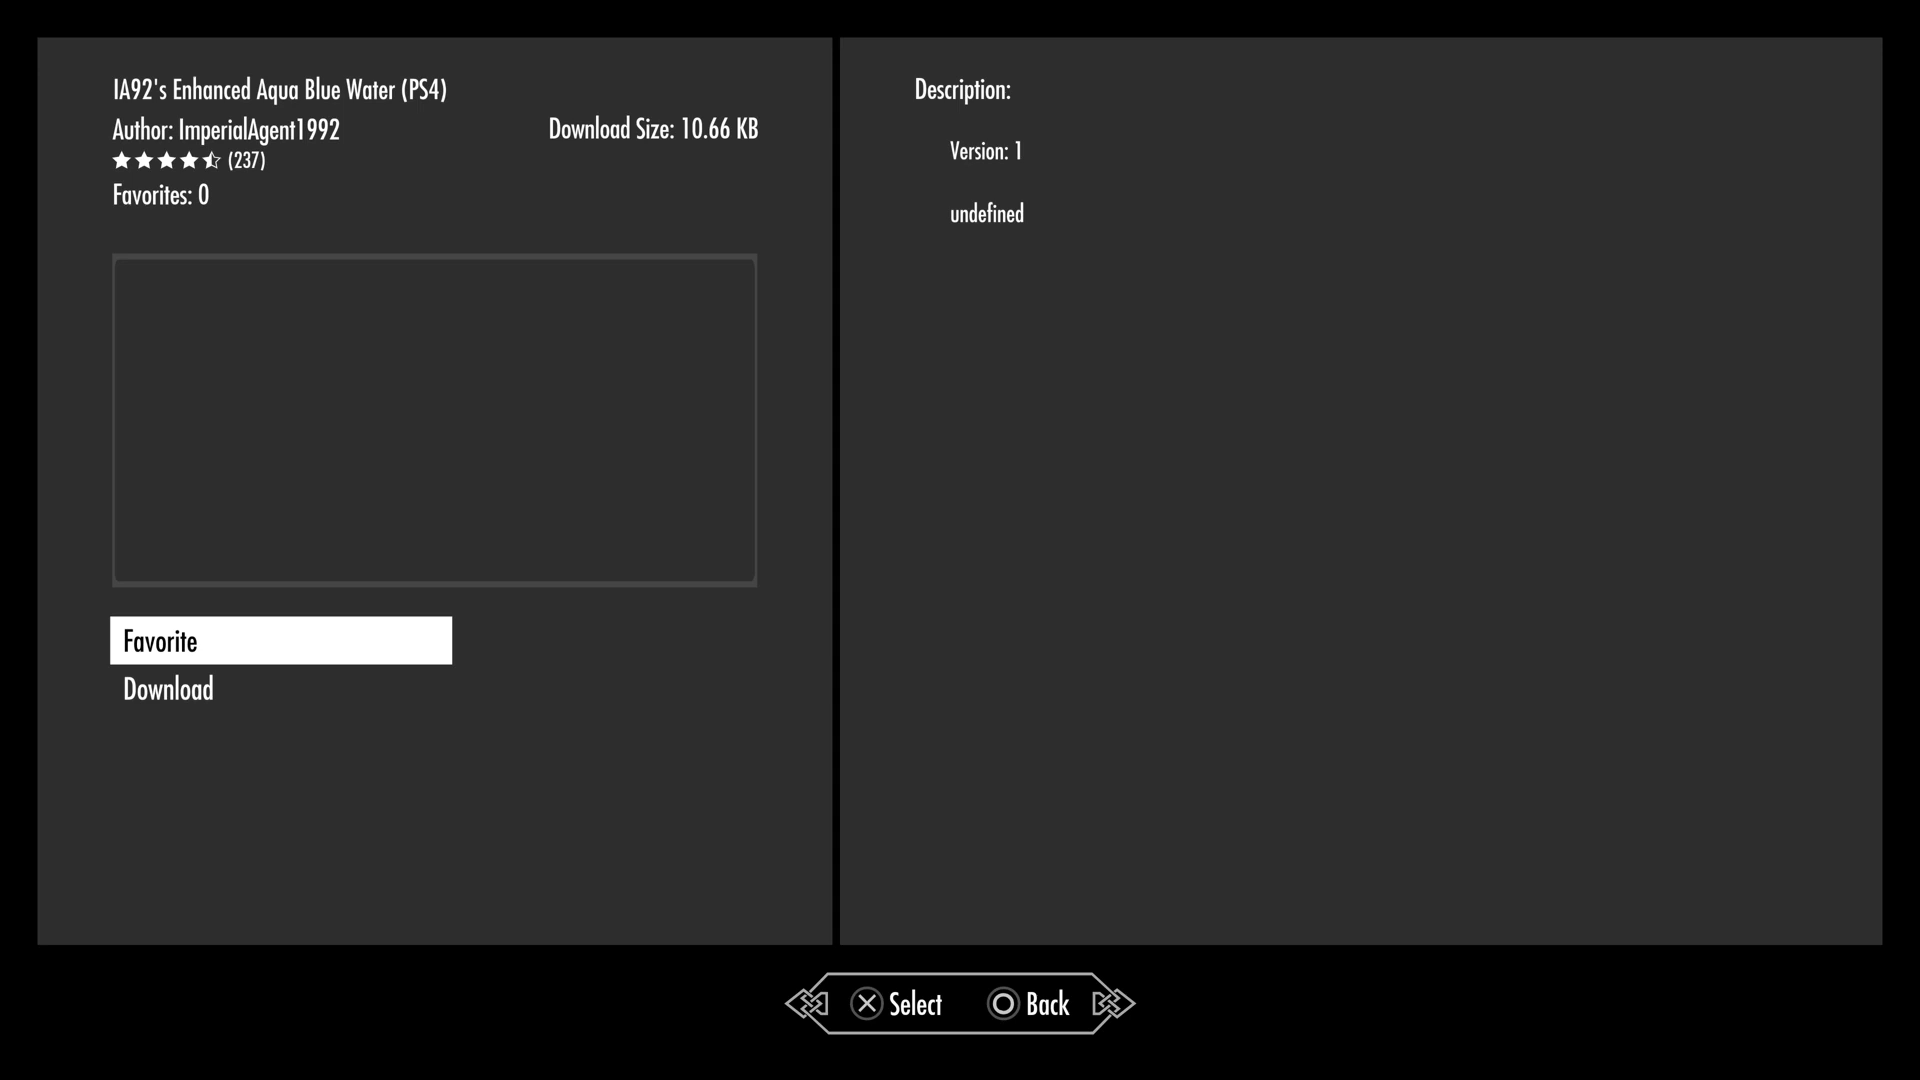 IA92's Enhanced Aqua Blue Water (PS4)
Author: ImperialAgent1992
Download Size: 10.66 KB
(237)
Favorites: 0
Favorite
Download
Description:
Version: 1
undefined
Select
Back